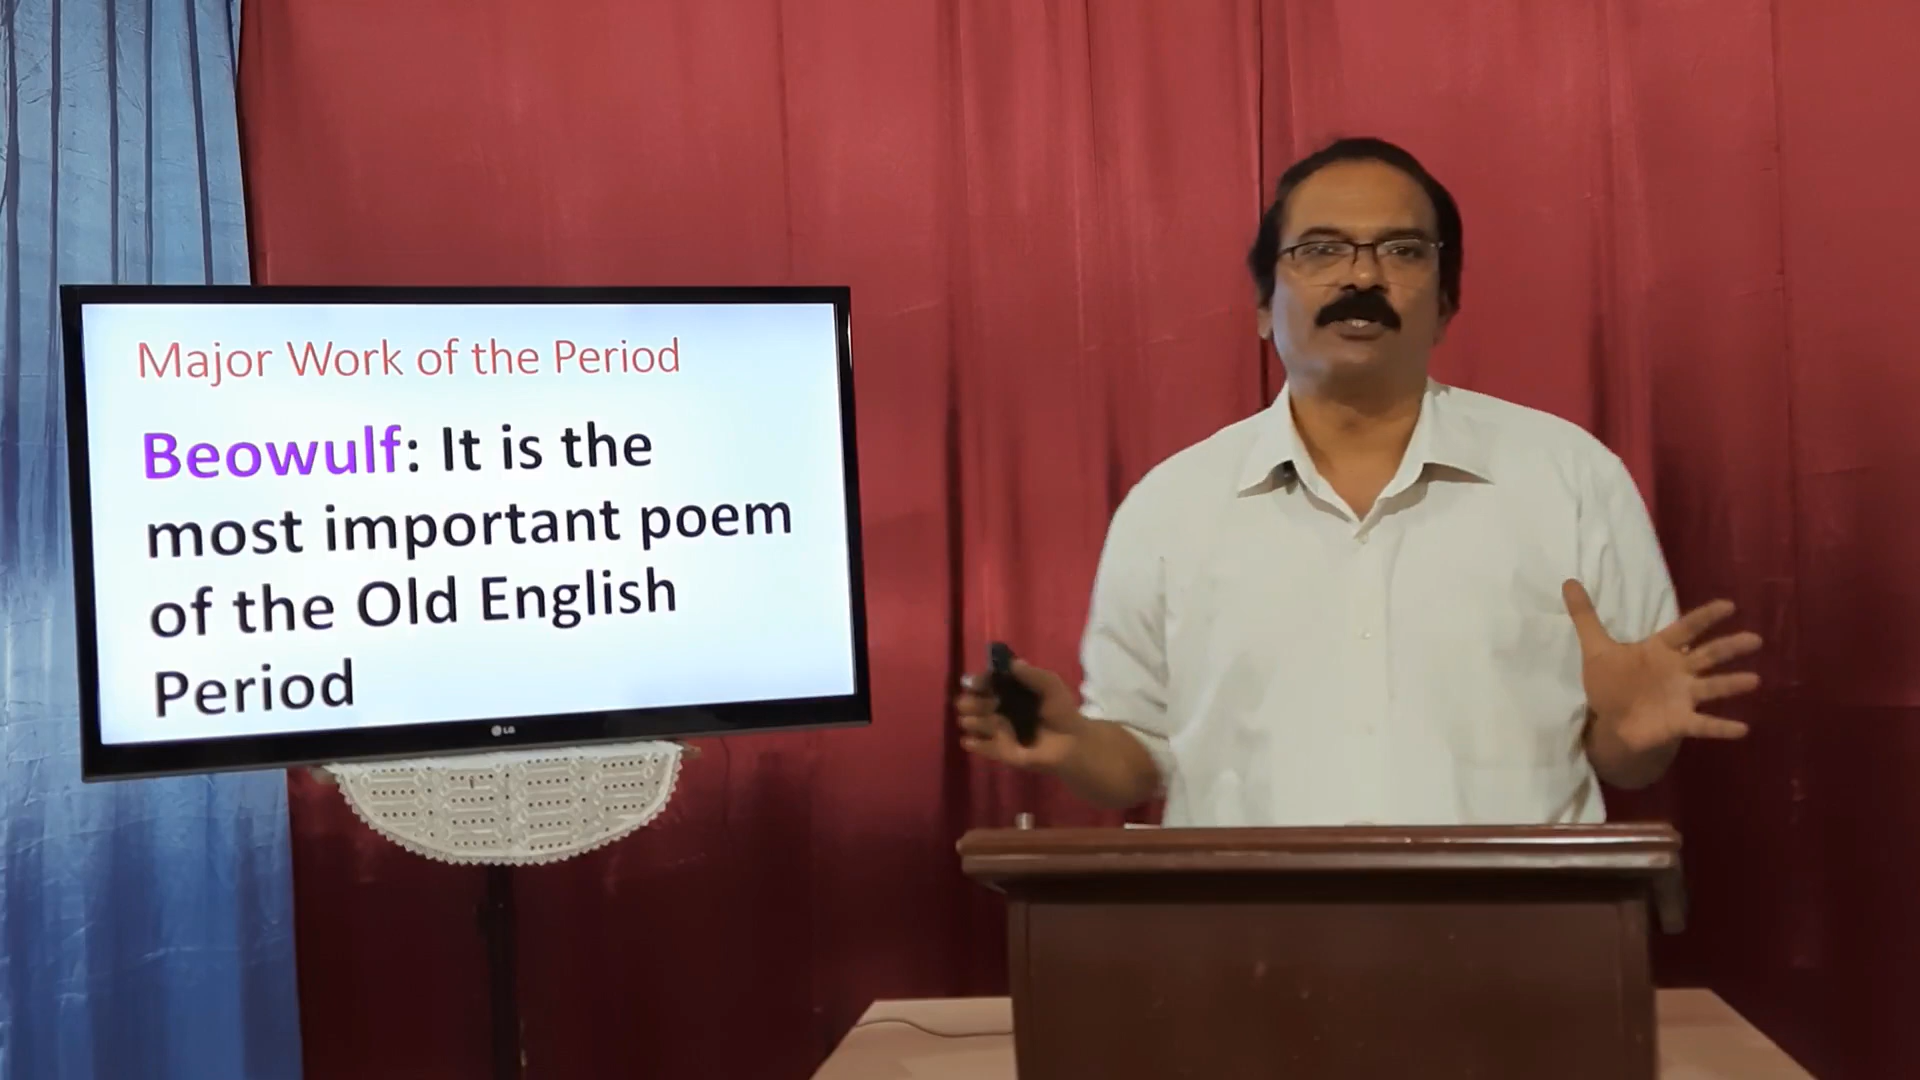 Major Work of the Period
Beowulf: It is the
most important poem
of the Old English
Period
LG